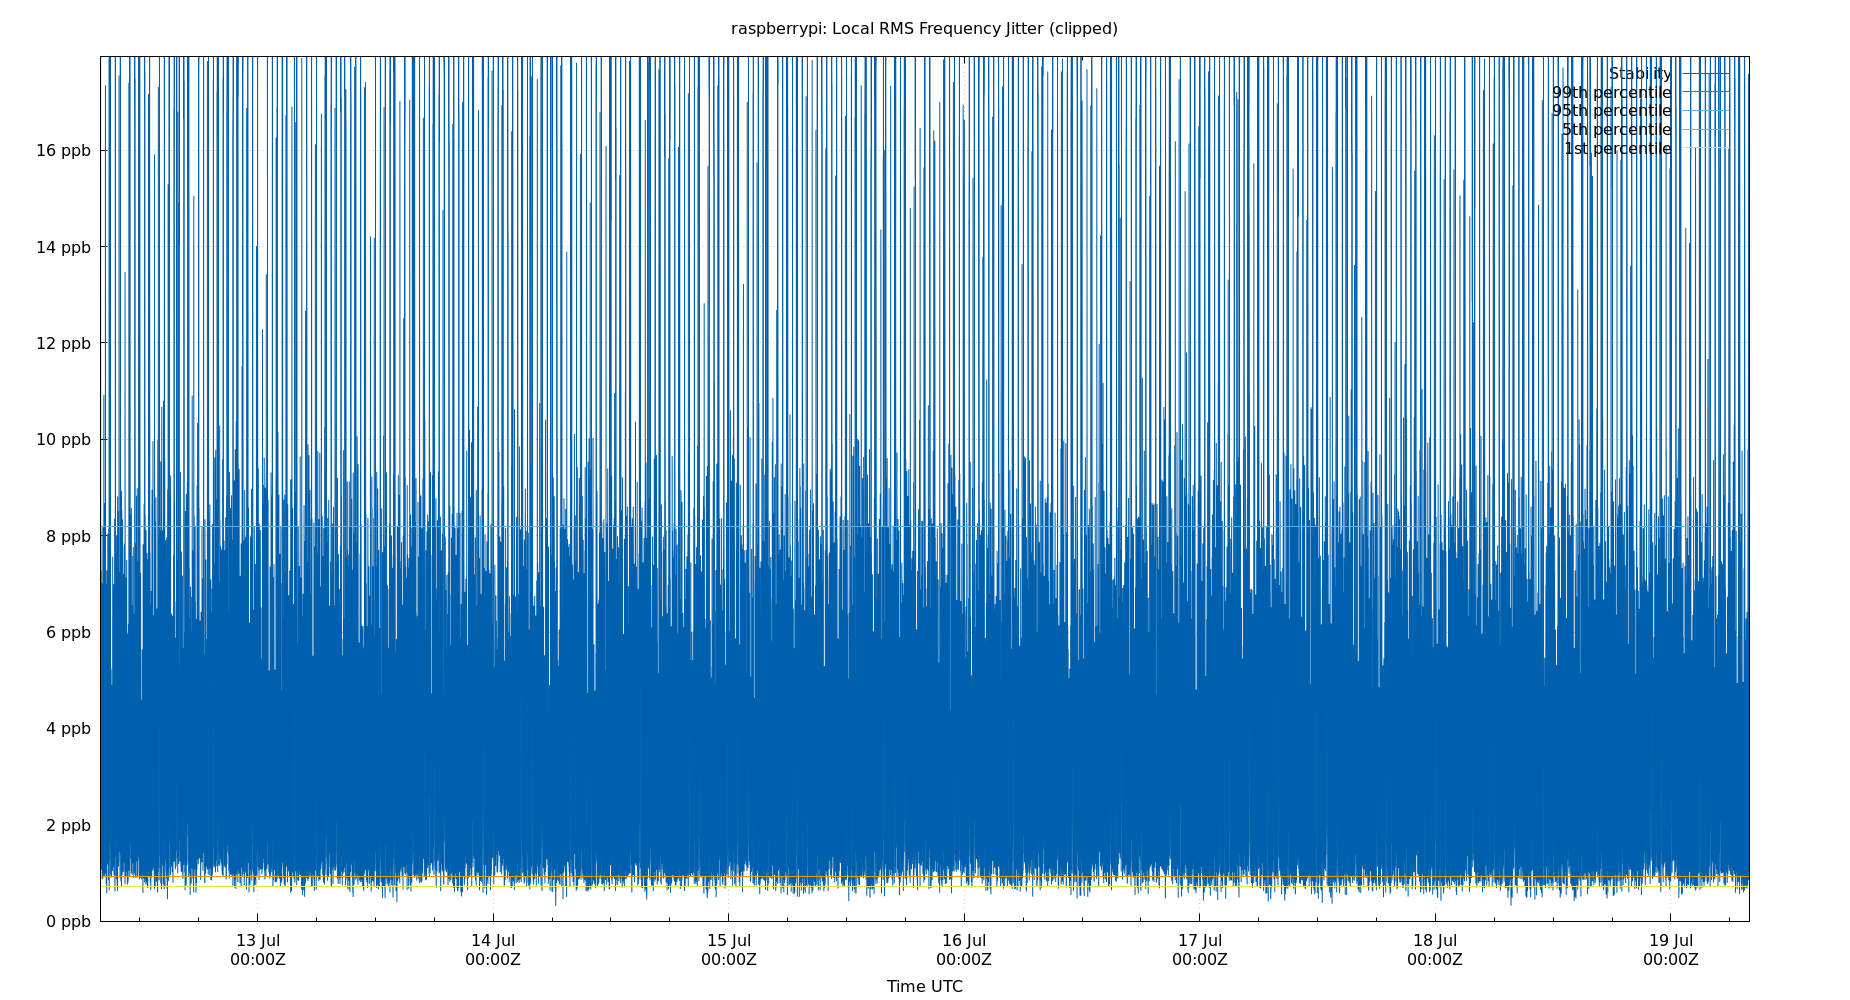 raspberrypi: Local RMS Frequency Jitter (clipped)
Stability
99th percentile
95th percentile
5th percentile
1st percentile
16 ppb
14 ppb
12 ppb
10 ppb
8 ppb
6 ppb
4 ppb
2 ppb
0 ppb
13 Jul 14 Jul 15 Jul 16 Jul 17 Jul 18 Jul 19 Jul
00:00Z 00:00Z 00:00Z 00:00Z 00:00Z 00:00Z 00:00Z
Time UTC